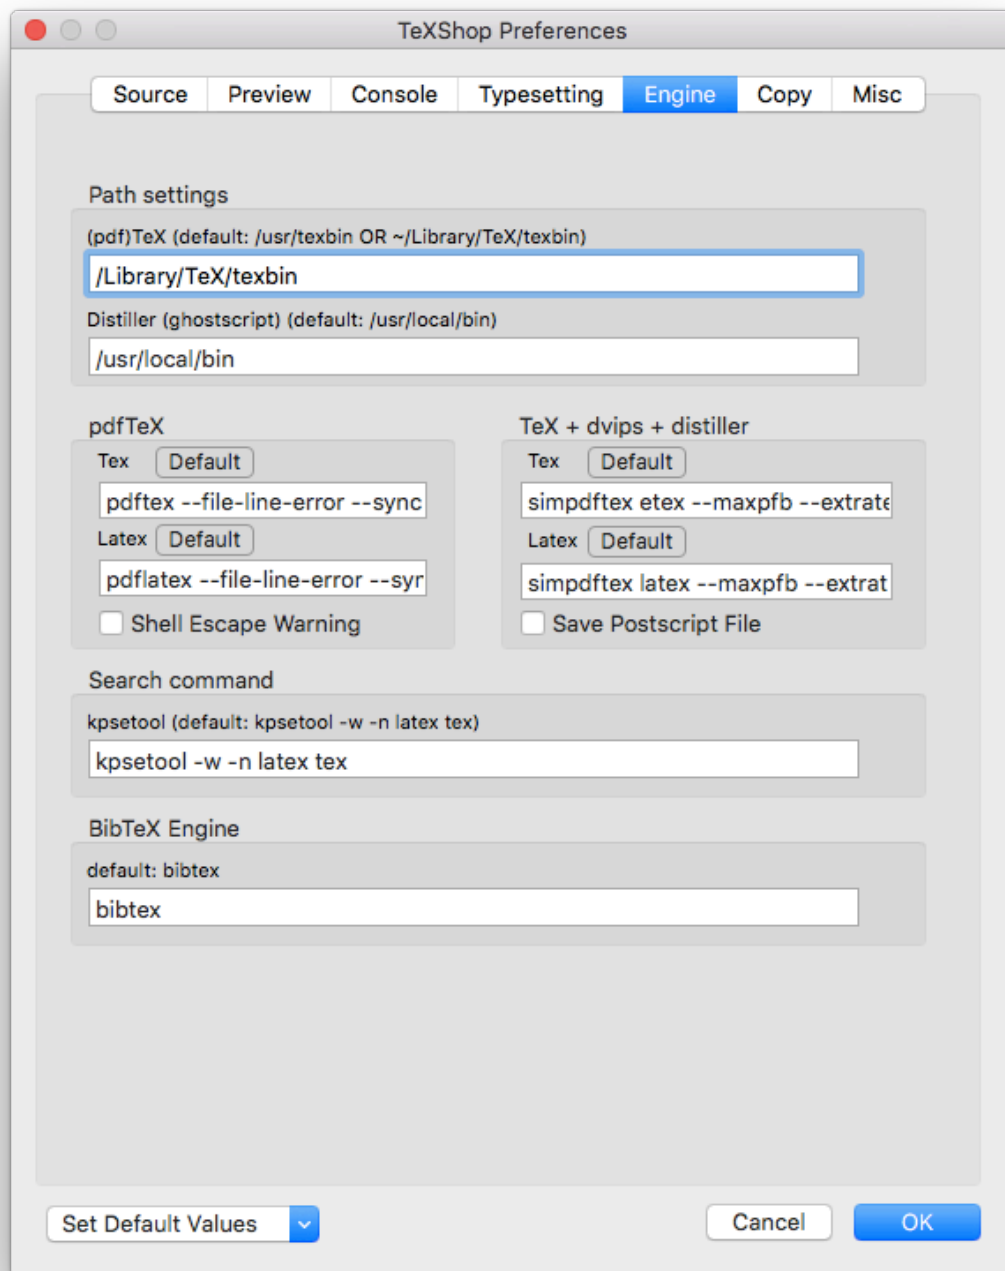 TeXShop Preferences
Source Preview Console Typesetting Engine Copy Misc
Path settings
(pdf)TeX (default: /usr/texbin OR ~/Library/TeX/texbin)
/Library/TeX/texbin
Distiller (ghostscript) (default: /usr/local/bin)
/usr/local/bin
pdfTeX
Tex Default
pdftex --file-line-error --sync
Latex Default
pdflatex --file-line-error --syn
Shell Escape Warning
TeX + dvips + distiller
Tex Default
simpdftex etex --maxpfb --extrate
Latex Default
simpdftex latex --maxpfb --extrat
Save Postscript File
Search command
kpsetool (default: kpsetool -w -n latex tex)
kpsetool -w -n latex tex
BibTeX Engine
default: bibtex
bibtex
Set Default Values Cancel OK